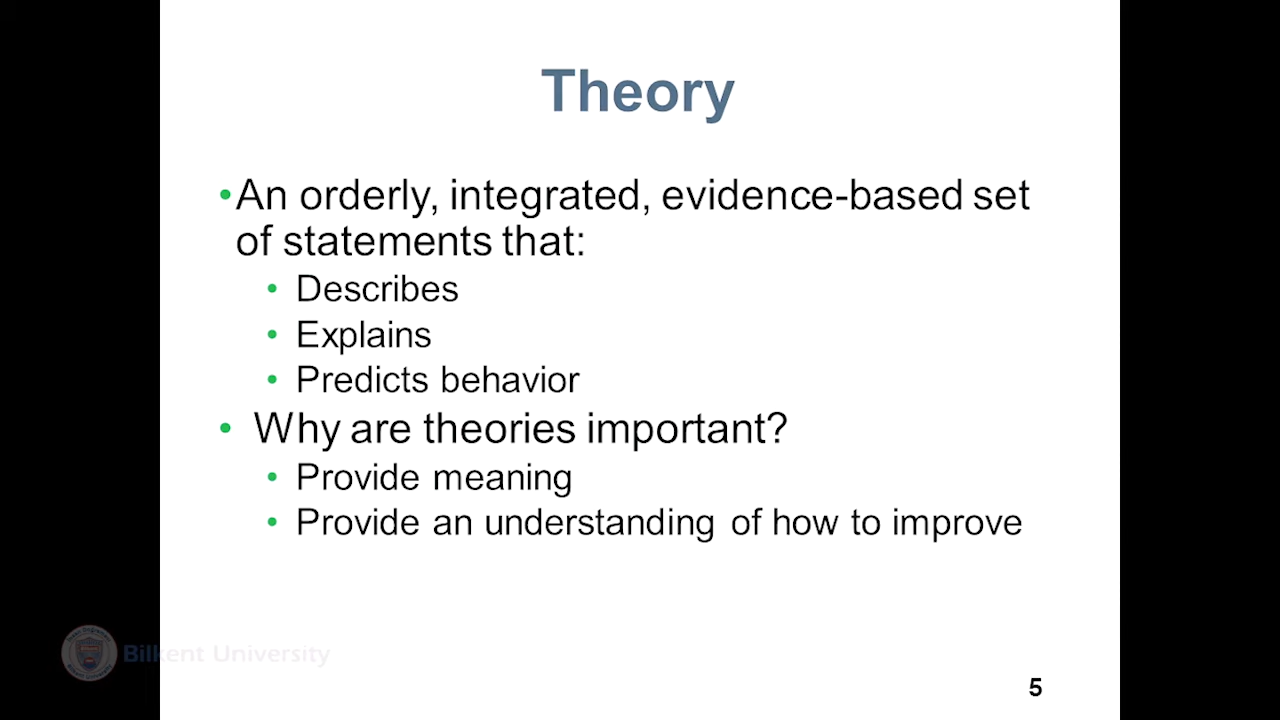 Theory
•An orderly, integrated, evidence-based set
of statements that:
• Describes
• Explains
• Predicts behavior
• Why are theories important?
• Provide meaning
• Provide an understanding of how to improve
Bilkent University
5